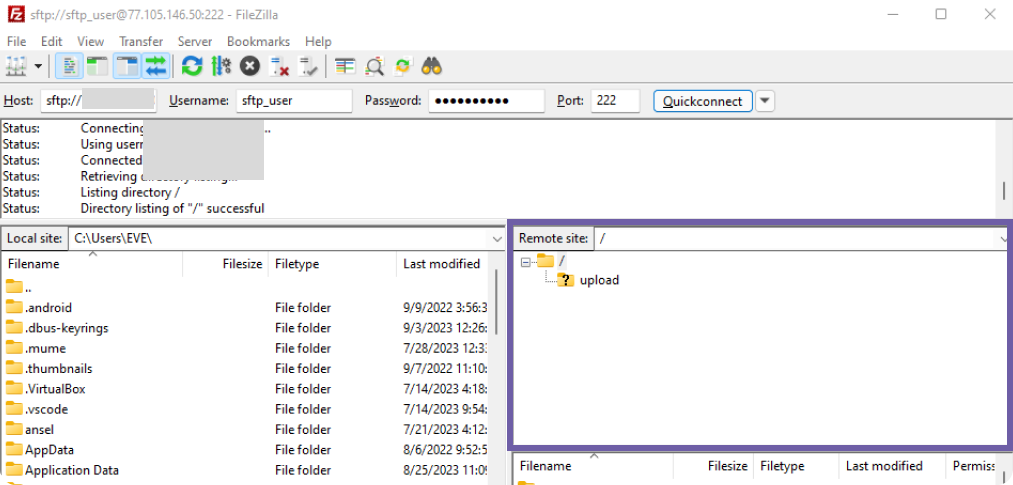 sftp://sftp_user@77.105.146.50:222 - FileZilla
File Edit View Transfer Server Bookmarks Help
Host: sftp:// Username: sftp_user Password: ●●●●●●●●●● Port: 222 Quickconnect
Status: Connecting ..
Status: Using
Status: Connected
Status: Retrieving directory listing...
Status: Listing directory /
Status: Directory listing of "/" successful
Local site: C:\Users\EVE\
Filename Filesize Filetype Last modified
..
.android File folder 9/9/2022 3:56:3
.dbus-keyrings File folder 9/3/2023 12:26:
.mume File folder 7/28/2023 12:3
.thumbnails File folder 9/7/2022 11:10:
.VirtualBox File folder 7/14/2023 4:18:
.vscode File folder 7/14/2023 9:54:
ansel File folder 7/21/2023 4:12:
AppData File folder 8/6/2022 9:52:5
Application Data File folder 8/25/2023 11:0
Remote site: /
/
? upload
Filename Filesize Filetype Last modified Permiss